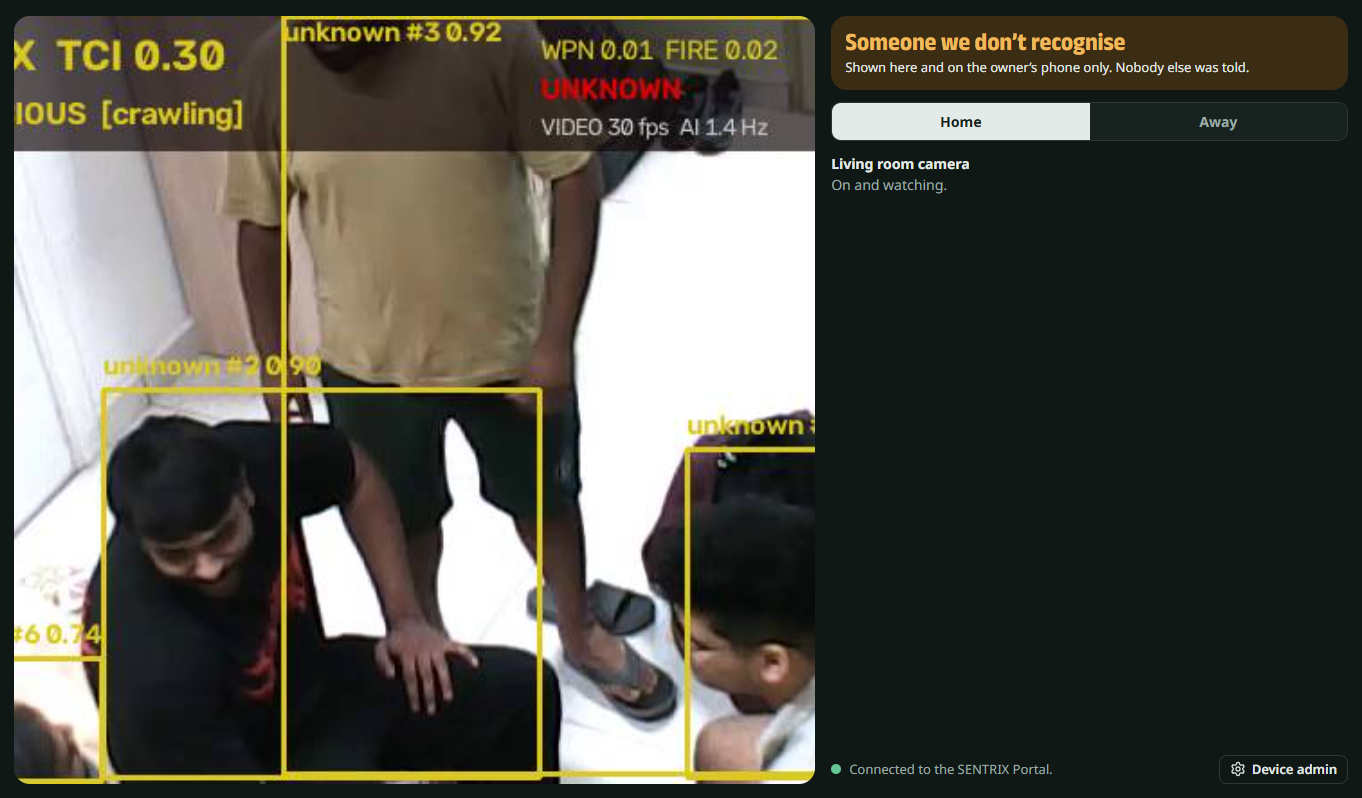 X TCI 0.30
IOUS [crawling]
unknown #3 0.92
WPN 0.01 FIRE 0.02
UNKNOWN
VIDEO 30 fps AI 1.4 Hz
unknown #2 0.90
unknown
#6 0.74
Someone we don't recognise
Shown here and on the owner's phone only. Nobody else was told.
Home
Away
Living room camera
On and watching.
Connected to the SENTRIX Portal.
Device admin